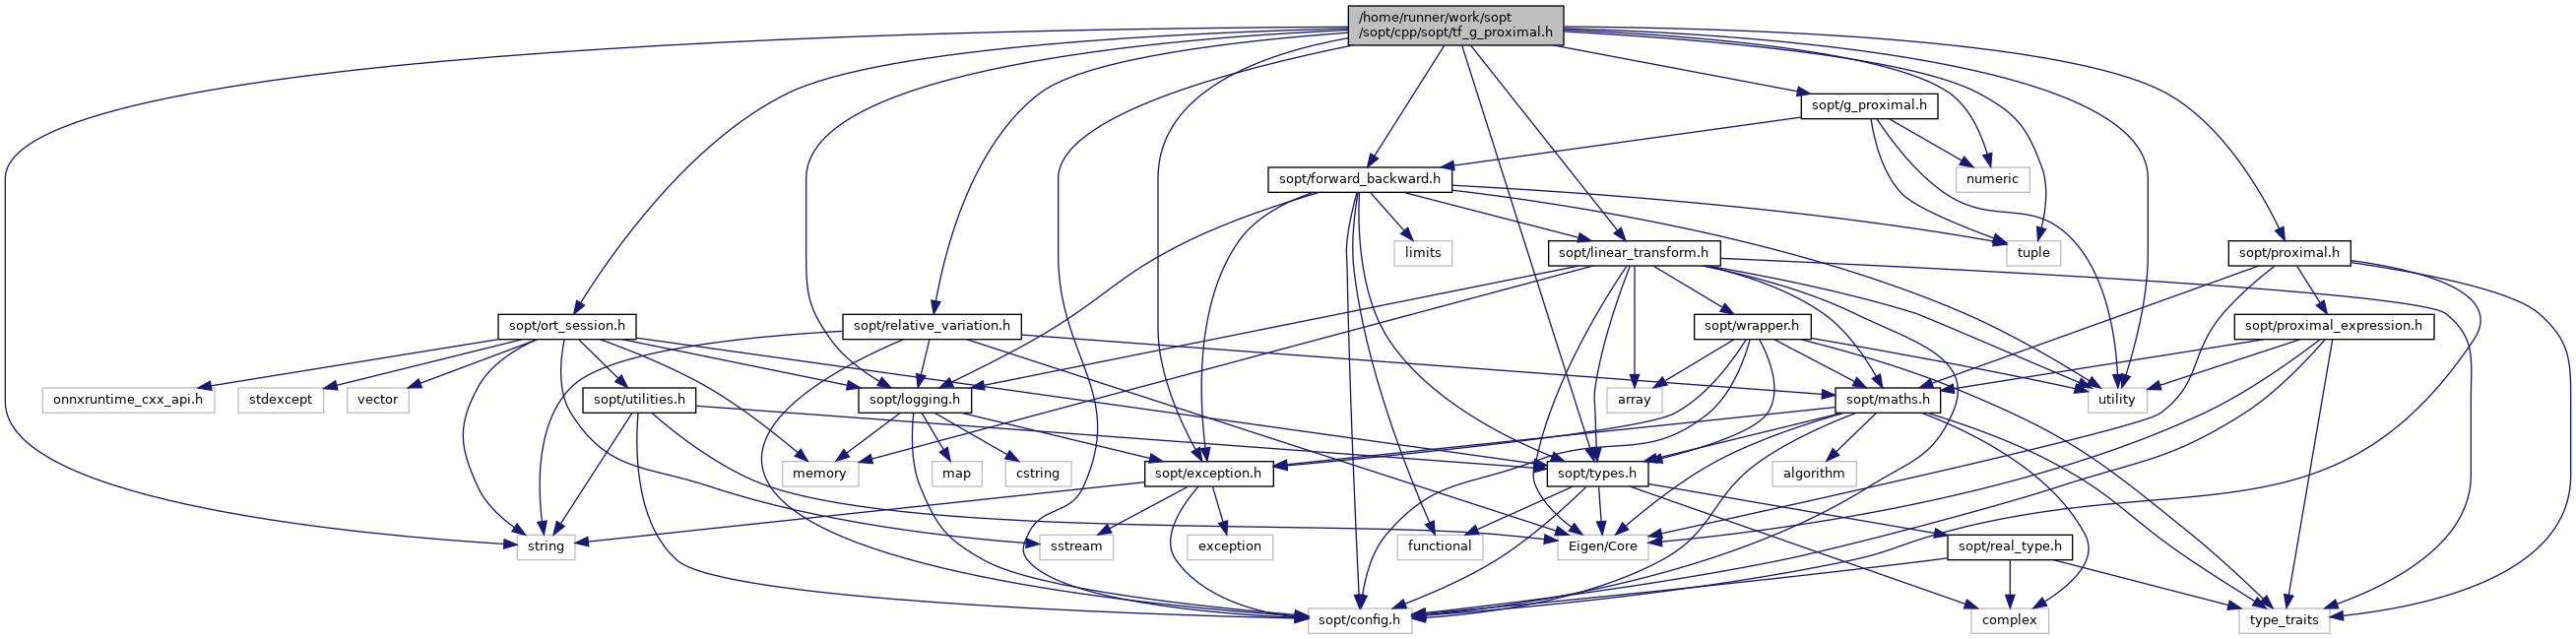 /home/runner/work/sopt
/sopt/cpp/sopt/tf_g_proximal.h
sopt/g_proximal.h
sopt/forward_backward.h
numeric
sopt/linear_transform.h
limits
tuple
sopt/proximal.h
sopt/ort_session.h
sopt/relative_variation.h
sopt/wrapper.h
sopt/proximal_expression.h
onnxruntime_cxx_api.h
stdexcept
vector
sopt/utilities.h
sopt/logging.h
array
sopt/maths.h
utility
memory
map
cstring
sopt/exception.h
sopt/types.h
algorithm
string
sstream
exception
functional
Eigen/Core
sopt/real_type.h
sopt/config.h
complex
type_traits